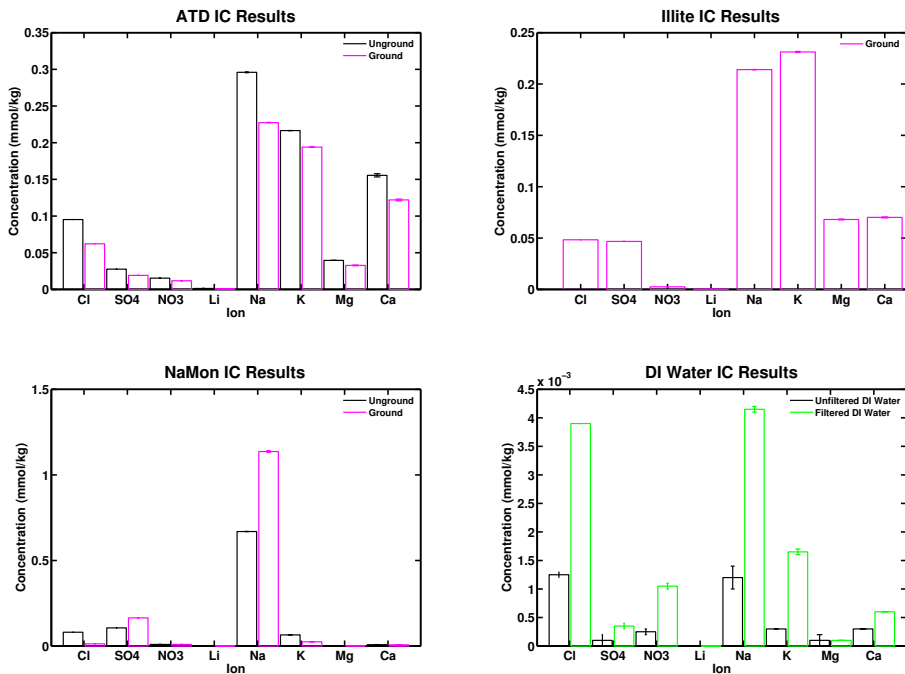 ATD IC Results
0.35
0.3
0.25
0.2
0.15
0.1
0.05
0
Concentration (mmol/kg)
Unground
Ground
Cl SO4 NO3 Li Na K Mg Ca
Ion
Illite IC Results
0.25
0.2
0.15
0.1
0.05
0
Concentration (mmol/kg)
Ground
Cl SO4 NO3 Li Na K Mg Ca
Ion
NaMon IC Results
1.5
1
0.5
0
Concentration (mmol/kg)
Unground
Ground
Cl SO4 NO3 Li Na K Mg Ca
Ion
DI Water IC Results
x 10⁻³
4.5
4
3.5
3
2.5
2
1.5
1
0.5
0
Concentration (mmol/kg)
Unfiltered DI Water
Filtered DI Water
Cl SO4 NO3 Li Na K Mg Ca
Ion